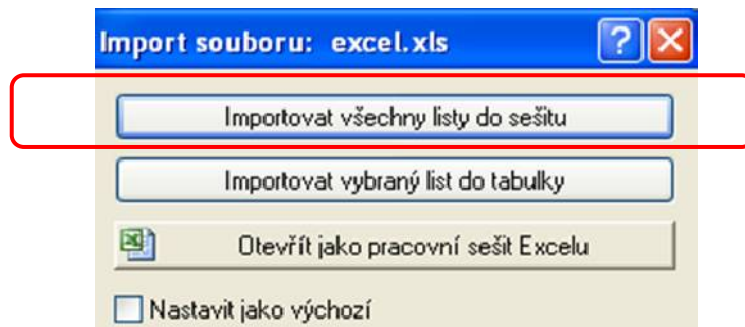 Import souboru: excel.xls
Importovat všechny listy do sešitu
Importovat vybraný list do tabulky
Otevřít jako pracovní sešit Excelu
Nastavit jako výchozí